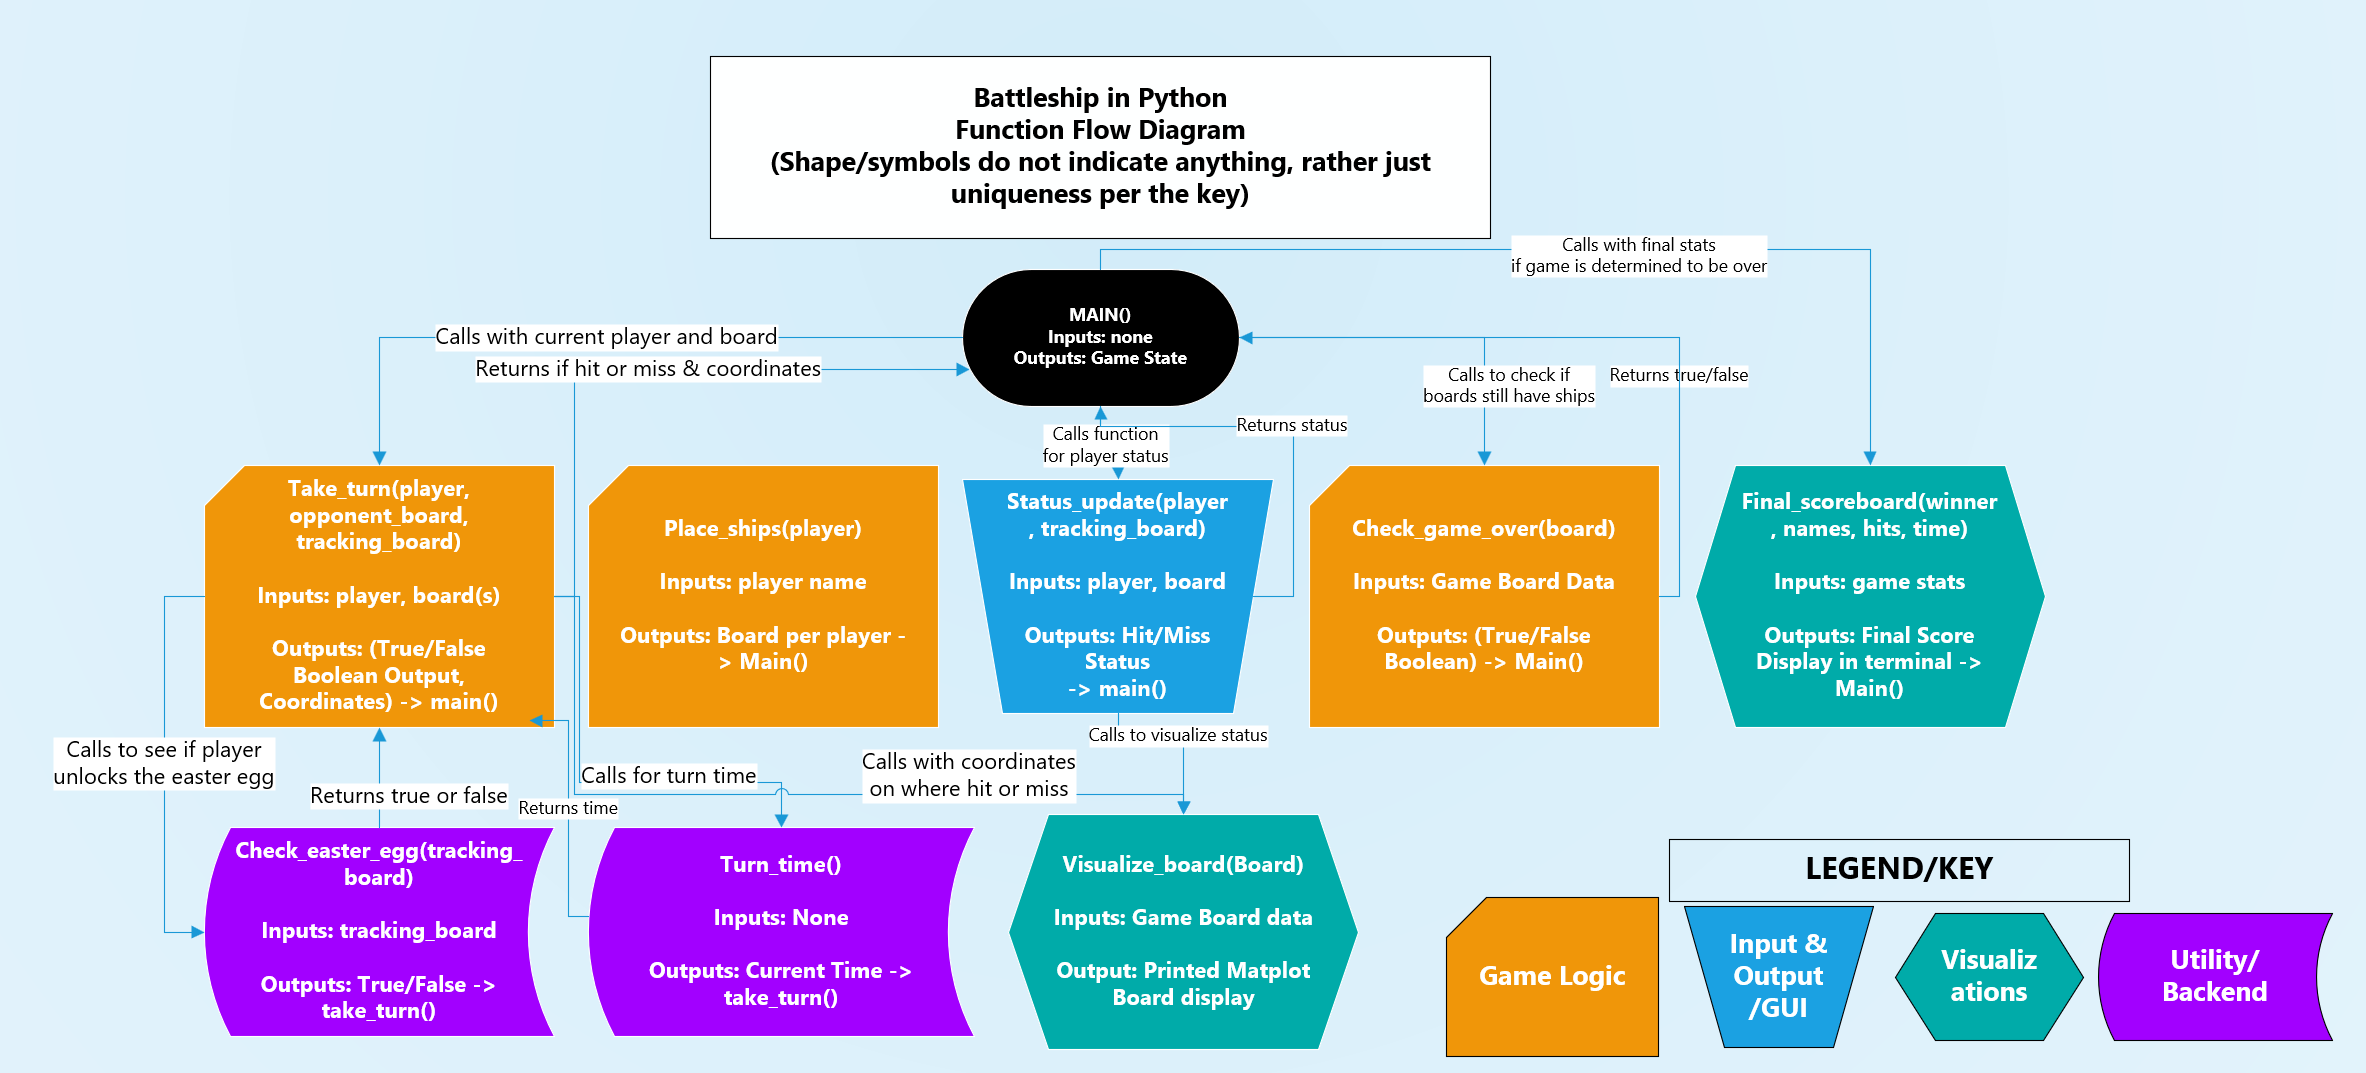 Battleship in Python
Function Flow Diagram
(Shape/symbols do not indicate anything, rather just
uniqueness per the key)
Calls with final stats
if game is determined to be over
MAIN()
Inputs: none
Outputs: Game State
Calls with current player and board
Returns if hit or miss & coordinates
Calls to check if
boards still have ships
Returns true/false
Calls function
for player status
Returns status
Take_turn(player,
opponent_board,
tracking_board)
Inputs: player, board(s)
Outputs: (True/False
Boolean Output,
Coordinates) -> main()
Place_ships(player)
Inputs: player name
Outputs: Board per player -
> Main()
Status_update(player
, tracking_board)
Inputs: player, board
Outputs: Hit/Miss
Status
-> main()
Check_game_over(board)
Inputs: Game Board Data
Outputs: (True/False
Boolean) -> Main()
Final_scoreboard(winner
, names, hits, time)
Inputs: game stats
Outputs: Final Score
Display in terminal ->
Main()
Calls to see if player
unlocks the easter egg
Returns true or false
Returns time
Calls for turn time
Calls with coordinates
on where hit or miss
Calls to visualize status
Check_easter_egg(tracking_
board)
Inputs: tracking_board
Outputs: True/False ->
take_turn()
Turn_time()
Inputs: None
Outputs: Current Time ->
take_turn()
Visualize_board(Board)
Inputs: Game Board data
Output: Printed Matplot
Board display
LEGEND/KEY
Game Logic
Input &
Output
/GUI
Visualiz
ations
Utility/
Backend